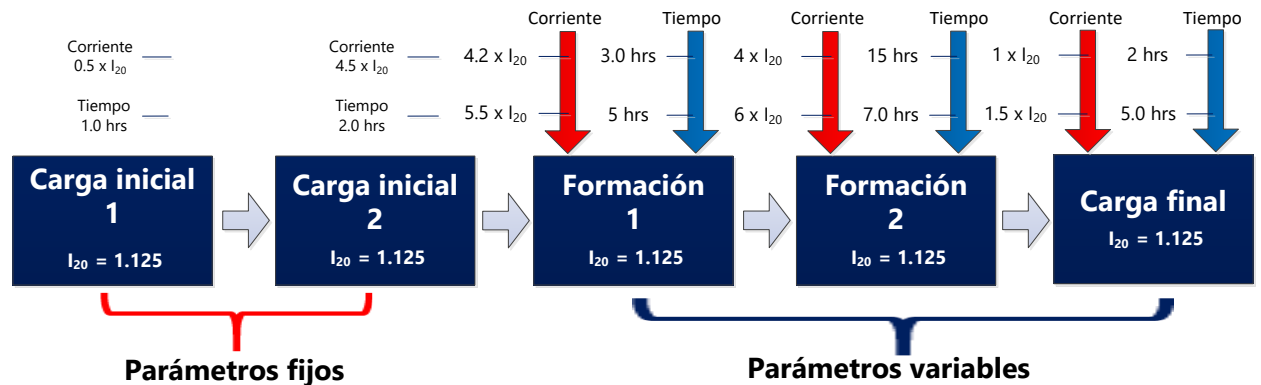 Corriente Tiempo Corriente Tiempo Corriente Tiempo
Corriente
0.5 x I₂₀
Corriente
4.5 x I₂₀
4.2 x I₂₀ 3.0 hrs 4 x I₂₀ 15 hrs 1 x I₂₀ 2 hrs
Tiempo
1.0 hrs
Tiempo
2.0 hrs
5.5 x I₂₀ 5 hrs 6 x I₂₀ 7.0 hrs 1.5 x I₂₀ 5.0 hrs
Carga inicial
1
I₂₀ = 1.125
Carga inicial
2
I₂₀ = 1.125
Formación
1
I₂₀ = 1.125
Formación
2
I₂₀ = 1.125
Carga final
I₂₀ = 1.125
Parámetros fijos
Parámetros variables